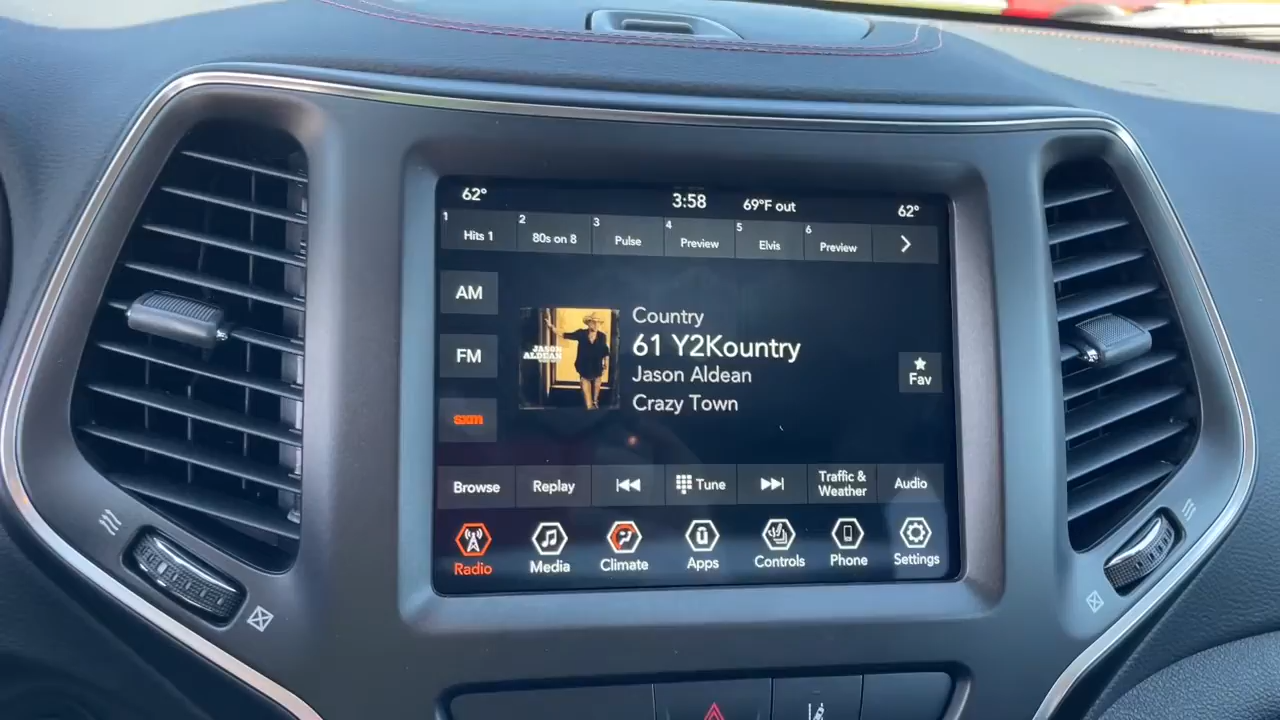 62°
3:58
69°F out
62°
1
Hits 1
2
80s on 8
3
Pulse
4
Preview
5
Elvis
6
Preview
AM
FM
sxm
JASON
ALDEAN
Country
61 Y2Kountry
Jason Aldean
Crazy Town
Fav
Browse
Replay
Tune
Traffic &
Weather
Audio
Radio
Media
Climate
Apps
Controls
Phone
Settings